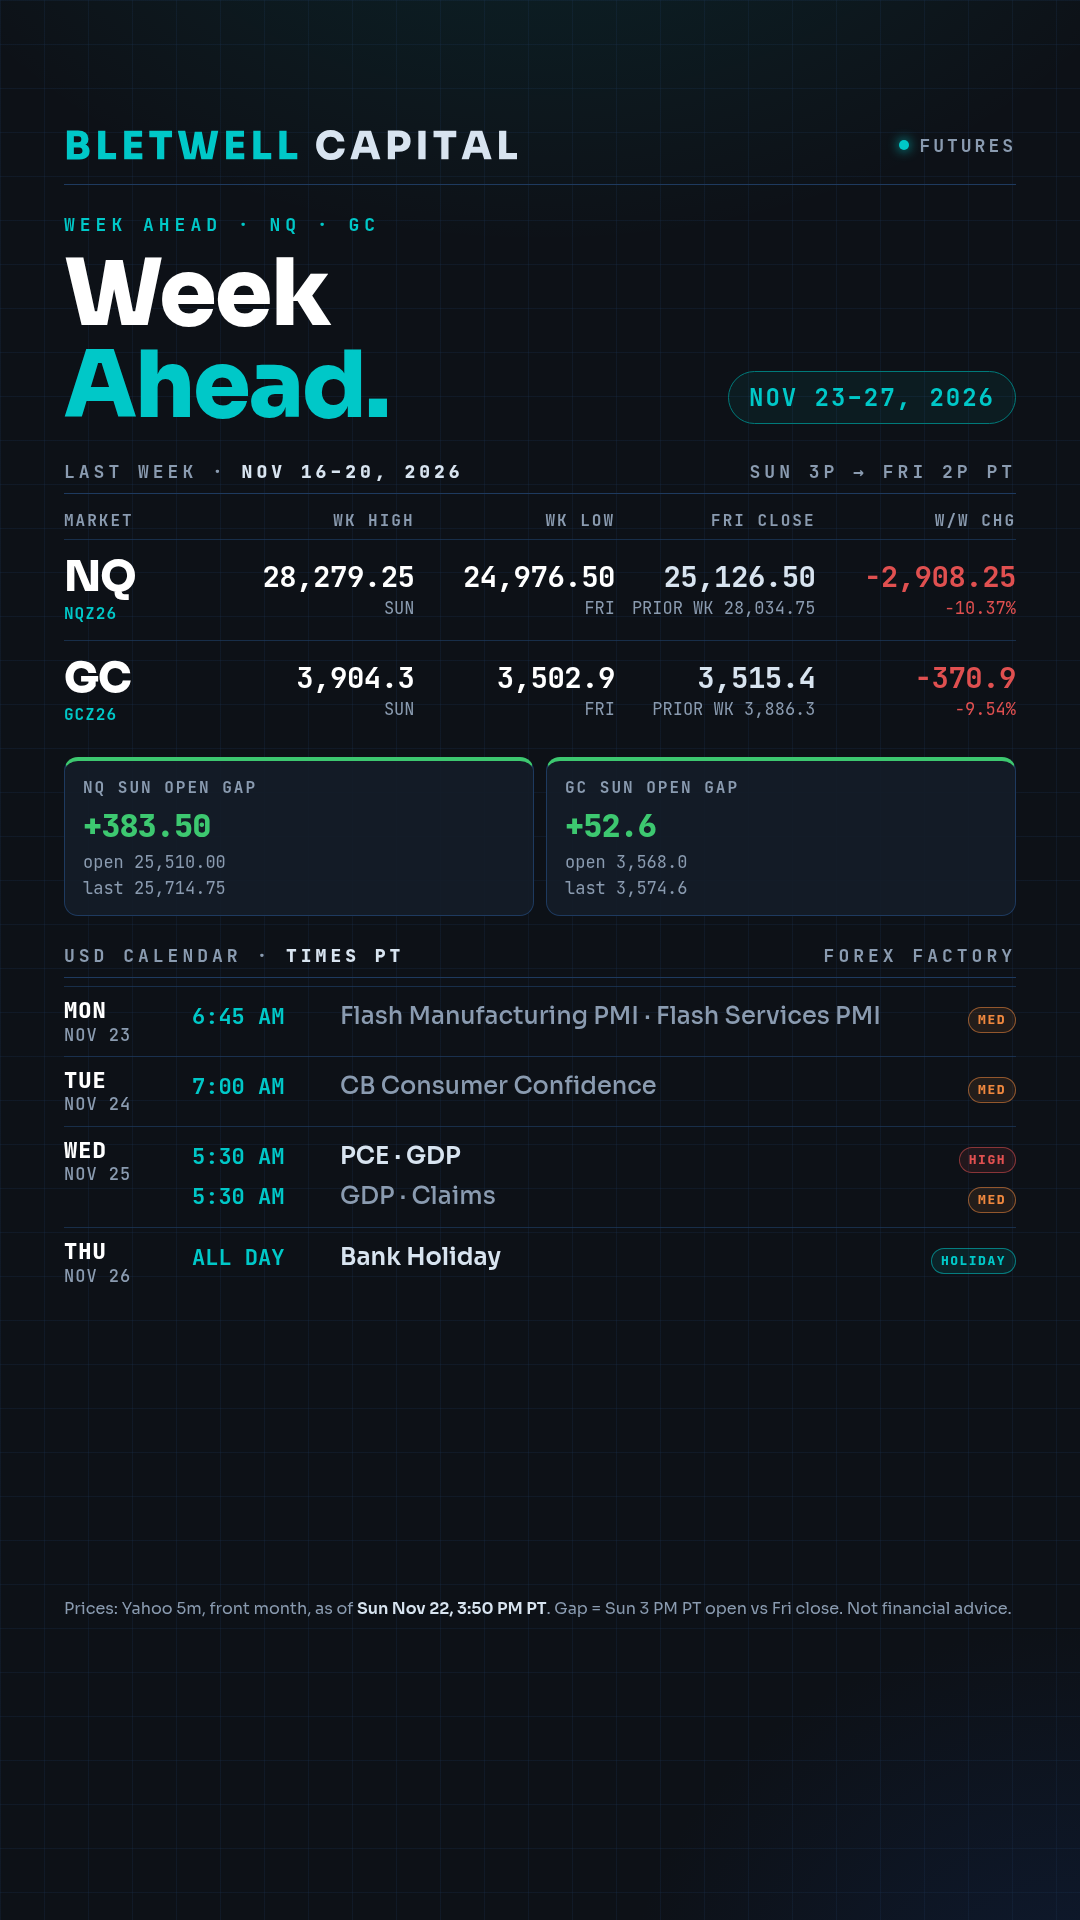 BLETWELL CAPITAL
FUTURES
WEEK AHEAD · NQ · GC
Week
Ahead.
NOV 23–27, 2026
LAST WEEK · NOV 16–20, 2026
SUN 3P → FRI 2P PT
MARKET WK HIGH WK LOW FRI CLOSE W/W CHG
NQ 28,279.25 24,976.50 25,126.50 -2,908.25
NQZ26 SUN FRI PRIOR WK 28,034.75 -10.37%
GC 3,904.3 3,502.9 3,515.4 -370.9
GCZ26 SUN FRI PRIOR WK 3,886.3 -9.54%
NQ SUN OPEN GAP
+383.50
open 25,510.00
last 25,714.75
GC SUN OPEN GAP
+52.6
open 3,568.0
last 3,574.6
USD CALENDAR · TIMES PT
FOREX FACTORY
MON 6:45 AM Flash Manufacturing PMI · Flash Services PMI MED
NOV 23
TUE 7:00 AM CB Consumer Confidence MED
NOV 24
WED 5:30 AM PCE · GDP HIGH
NOV 25
5:30 AM GDP · Claims MED
THU ALL DAY Bank Holiday HOLIDAY
NOV 26
Prices: Yahoo 5m, front month, as of Sun Nov 22, 3:50 PM PT. Gap = Sun 3 PM PT open vs Fri close. Not financial advice.